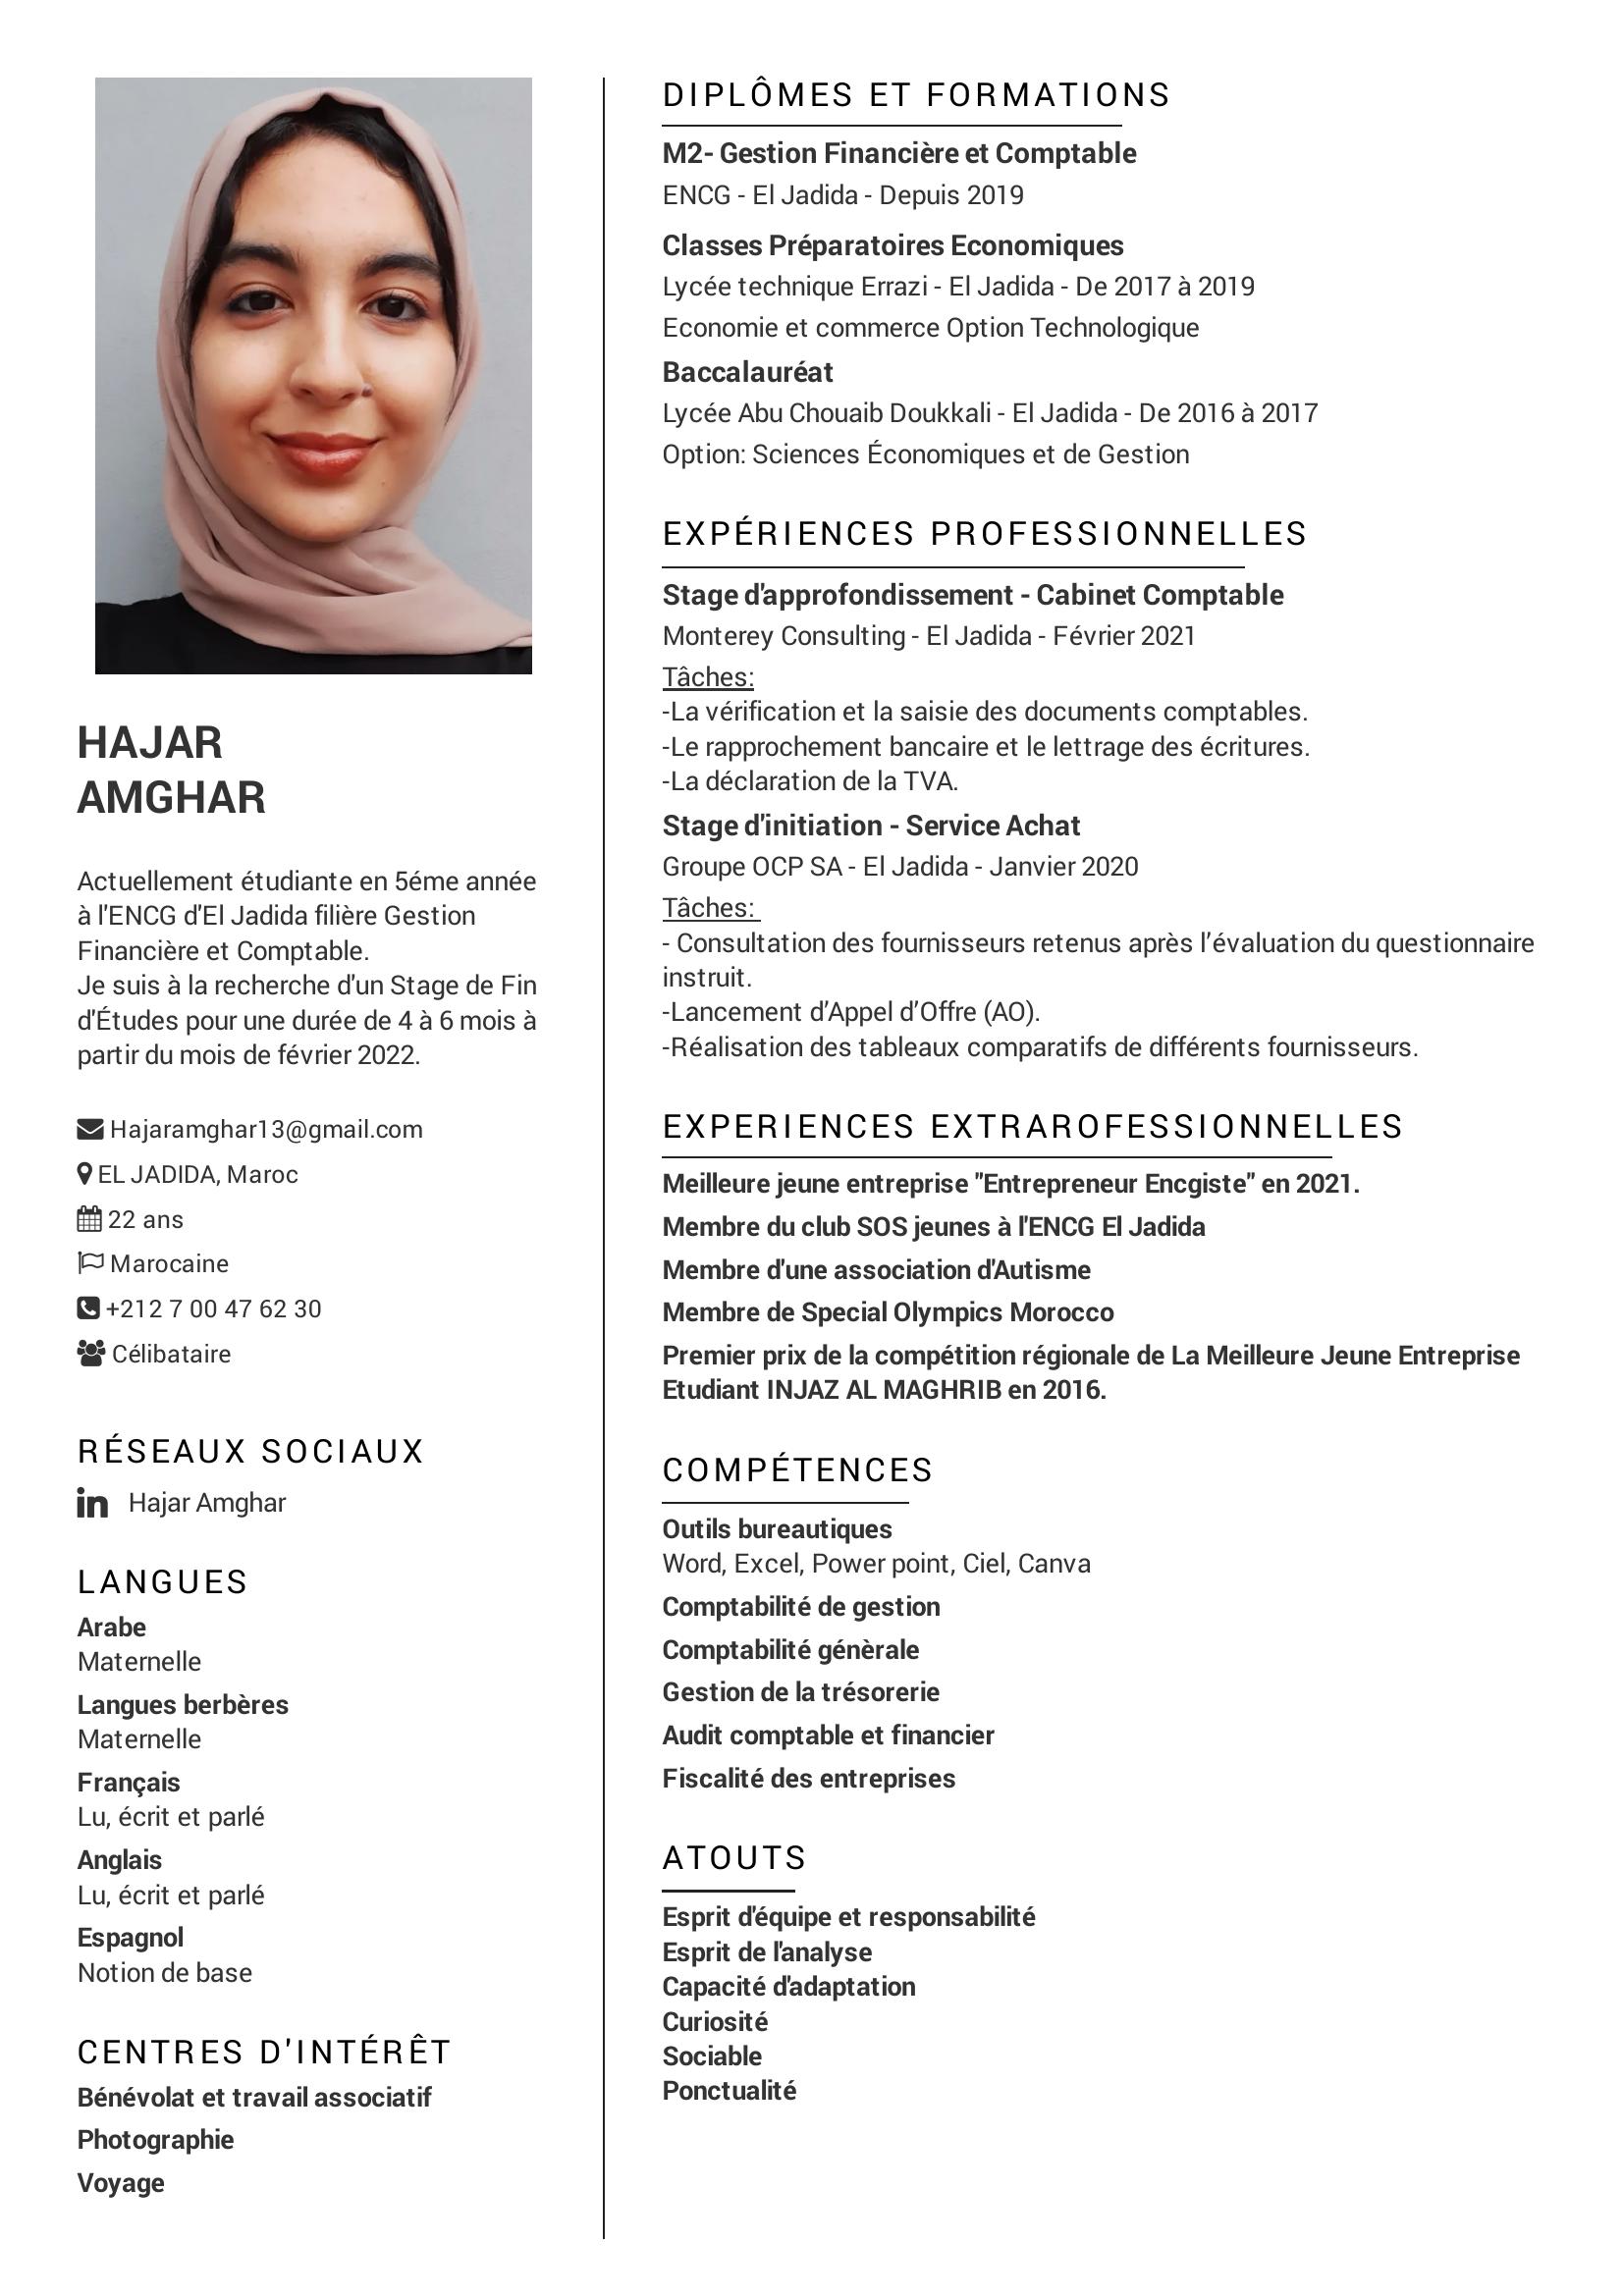 HAJAR
AMGHAR
Actuellement étudiante en 5éme année
à l'ENCG d'El Jadida filière Gestion
Financière et Comptable.
Je suis à la recherche d'un Stage de Fin
d'Études pour une durée de 4 à 6 mois à
partir du mois de février 2022.
Hajaramghar13@gmail.com
EL JADIDA, Maroc
22 ans
Marocaine
+212 7 00 47 62 30
Célibataire
RÉSEAUX SOCIAUX
in Hajar Amghar
LANGUES
Arabe
Maternelle
Langues berbères
Maternelle
Français
Lu, écrit et parlé
Anglais
Lu, écrit et parlé
Espagnol
Notion de base
CENTRES D'INTÉRÊT
Bénévolat et travail associatif
Photographie
Voyage
DIPLÔMES ET FORMATIONS
M2- Gestion Financière et Comptable
ENCG - El Jadida - Depuis 2019
Classes Préparatoires Economiques
Lycée technique Errazi - El Jadida - De 2017 à 2019
Economie et commerce Option Technologique
Baccalauréat
Lycée Abu Chouaib Doukkali - El Jadida - De 2016 à 2017
Option: Sciences Économiques et de Gestion
EXPÉRIENCES PROFESSIONNELLES
Stage d'approfondissement - Cabinet Comptable
Monterey Consulting - El Jadida - Février 2021
Tâches:
-La vérification et la saisie des documents comptables.
-Le rapprochement bancaire et le lettrage des écritures.
-La déclaration de la TVA.
Stage d'initiation - Service Achat
Groupe OCP SA - El Jadida - Janvier 2020
Tâches:
- Consultation des fournisseurs retenus après l’évaluation du questionnaire
instruit.
-Lancement d’Appel d’Offre (AO).
-Réalisation des tableaux comparatifs de différents fournisseurs.
EXPERIENCES EXTRAROFESSIONNELLES
Meilleure jeune entreprise "Entrepreneur Encgiste" en 2021.
Membre du club SOS jeunes à l'ENCG El Jadida
Membre d'une association d'Autisme
Membre de Special Olympics Morocco
Premier prix de la compétition régionale de La Meilleure Jeune Entreprise
Etudiant INJAZ AL MAGHRIB en 2016.
COMPÉTENCES
Outils bureautiques
Word, Excel, Power point, Ciel, Canva
Comptabilité de gestion
Comptabilité génèrale
Gestion de la trésorerie
Audit comptable et financier
Fiscalité des entreprises
ATOUTS
Esprit d'équipe et responsabilité
Esprit de l'analyse
Capacité d'adaptation
Curiosité
Sociable
Ponctualité